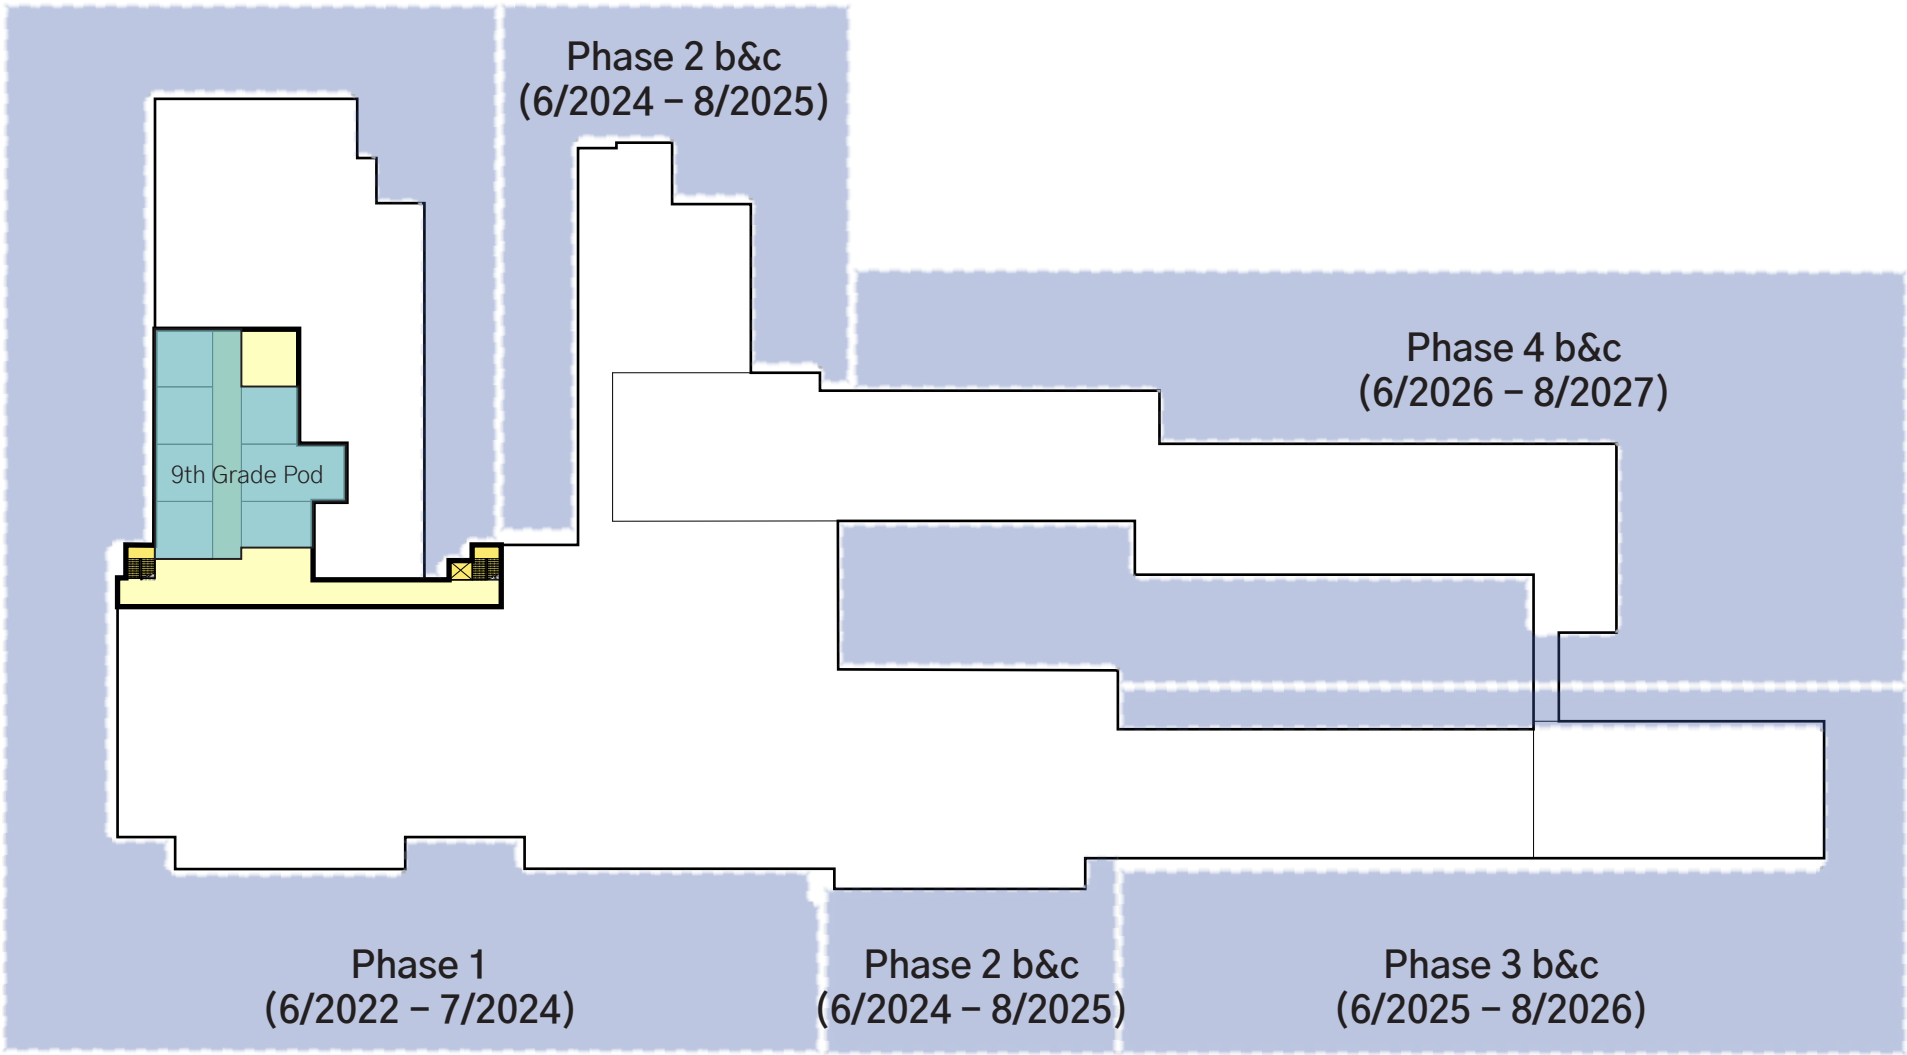 Phase 2 b&c
(6/2024 – 8/2025)
Phase 4 b&c
(6/2026 – 8/2027)
9th Grade Pod
Phase 1
(6/2022 – 7/2024)
Phase 2 b&c
(6/2024 – 8/2025)
Phase 3 b&c
(6/2025 – 8/2026)